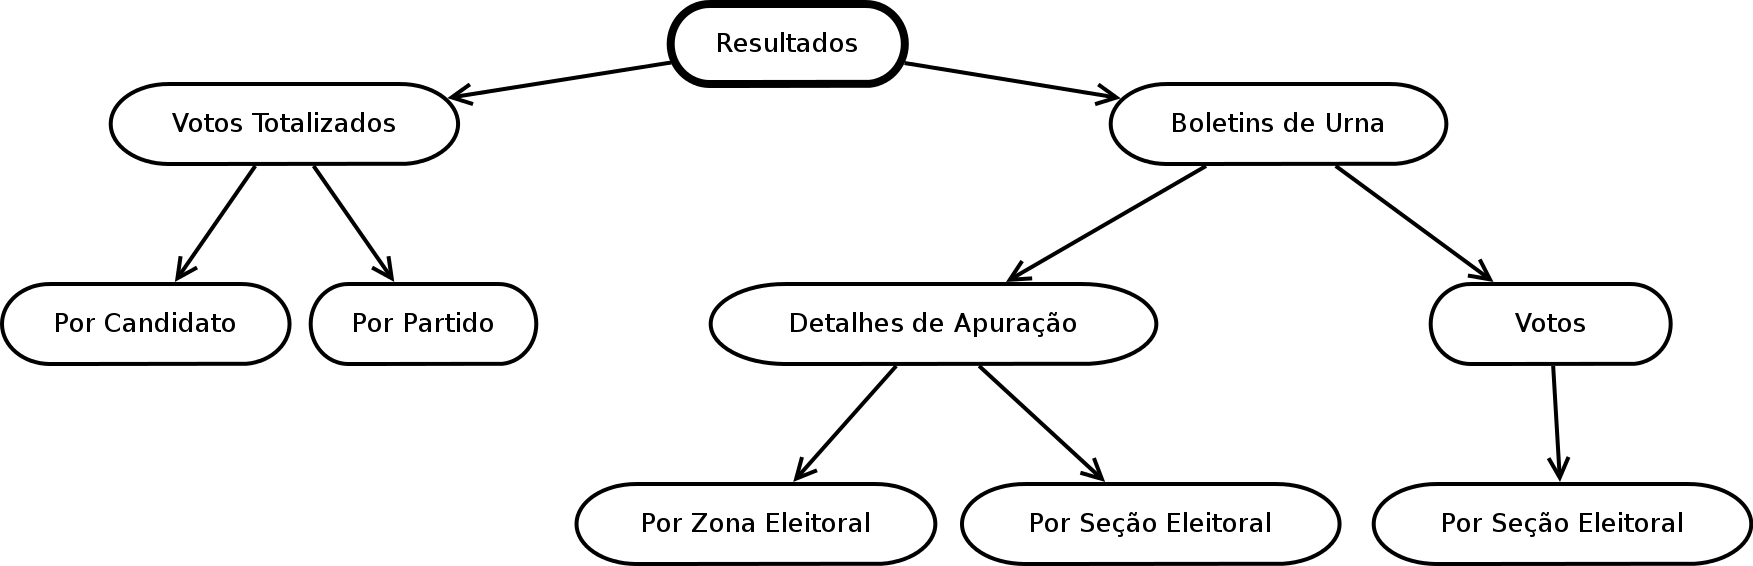 Resultados
Votos Totalizados
Boletins de Urna
Por Candidato
Por Partido
Detalhes de Apuração
Votos
Por Zona Eleitoral
Por Seção Eleitoral
Por Seção Eleitoral